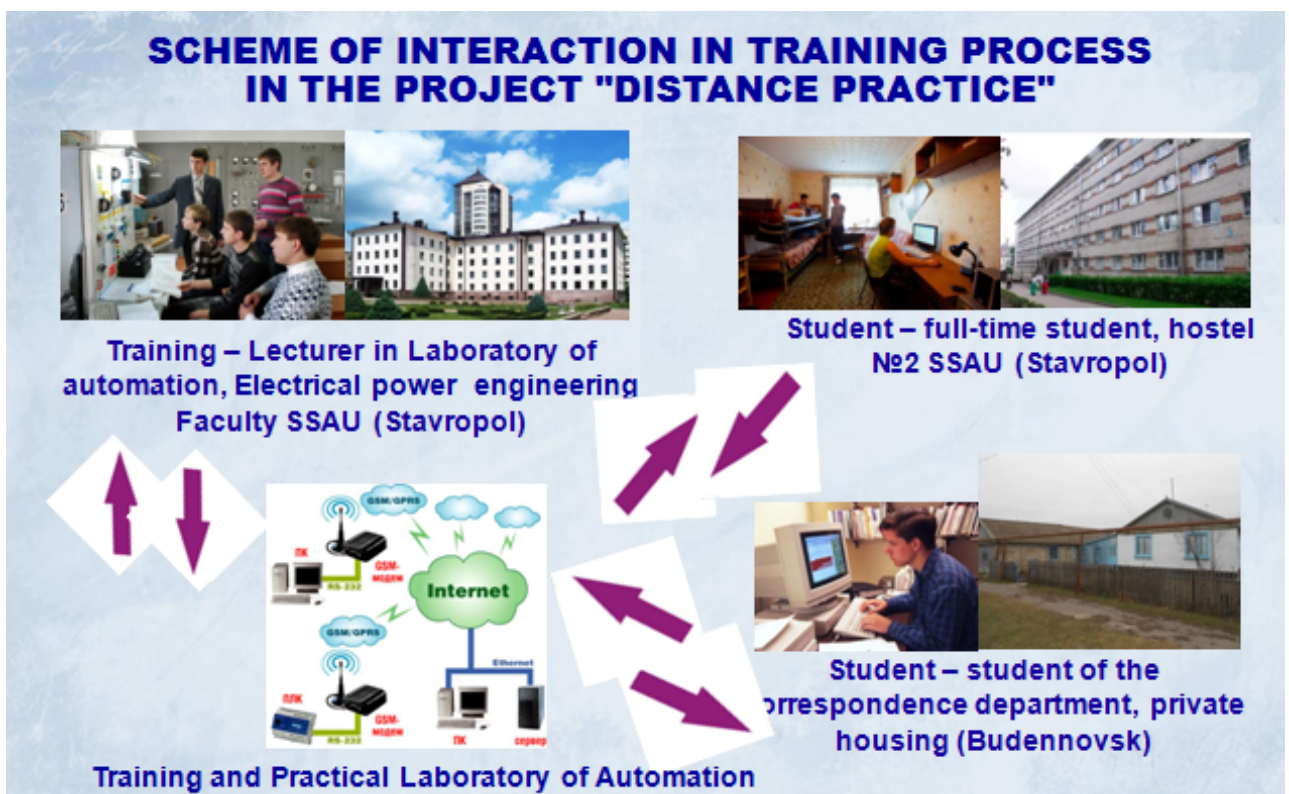 SCHEME OF INTERACTION IN TRAINING PROCESS
IN THE PROJECT "DISTANCE PRACTICE"
Training – Lecturer in Laboratory of
automation, Electrical power engineering
Faculty SSAU (Stavropol)
Student – full-time student, hostel
№2 SSAU (Stavropol)
GSM/GPRS
ПК
GSM-
модем
RS-232
Internet
GSM/GPRS
Ethernet
ПЛК
GSM-
модем
RS-232
ПК
сервер
Student – student of the
orrespondence department, private
housing (Budennovsk)
Training and Practical Laboratory of Automation